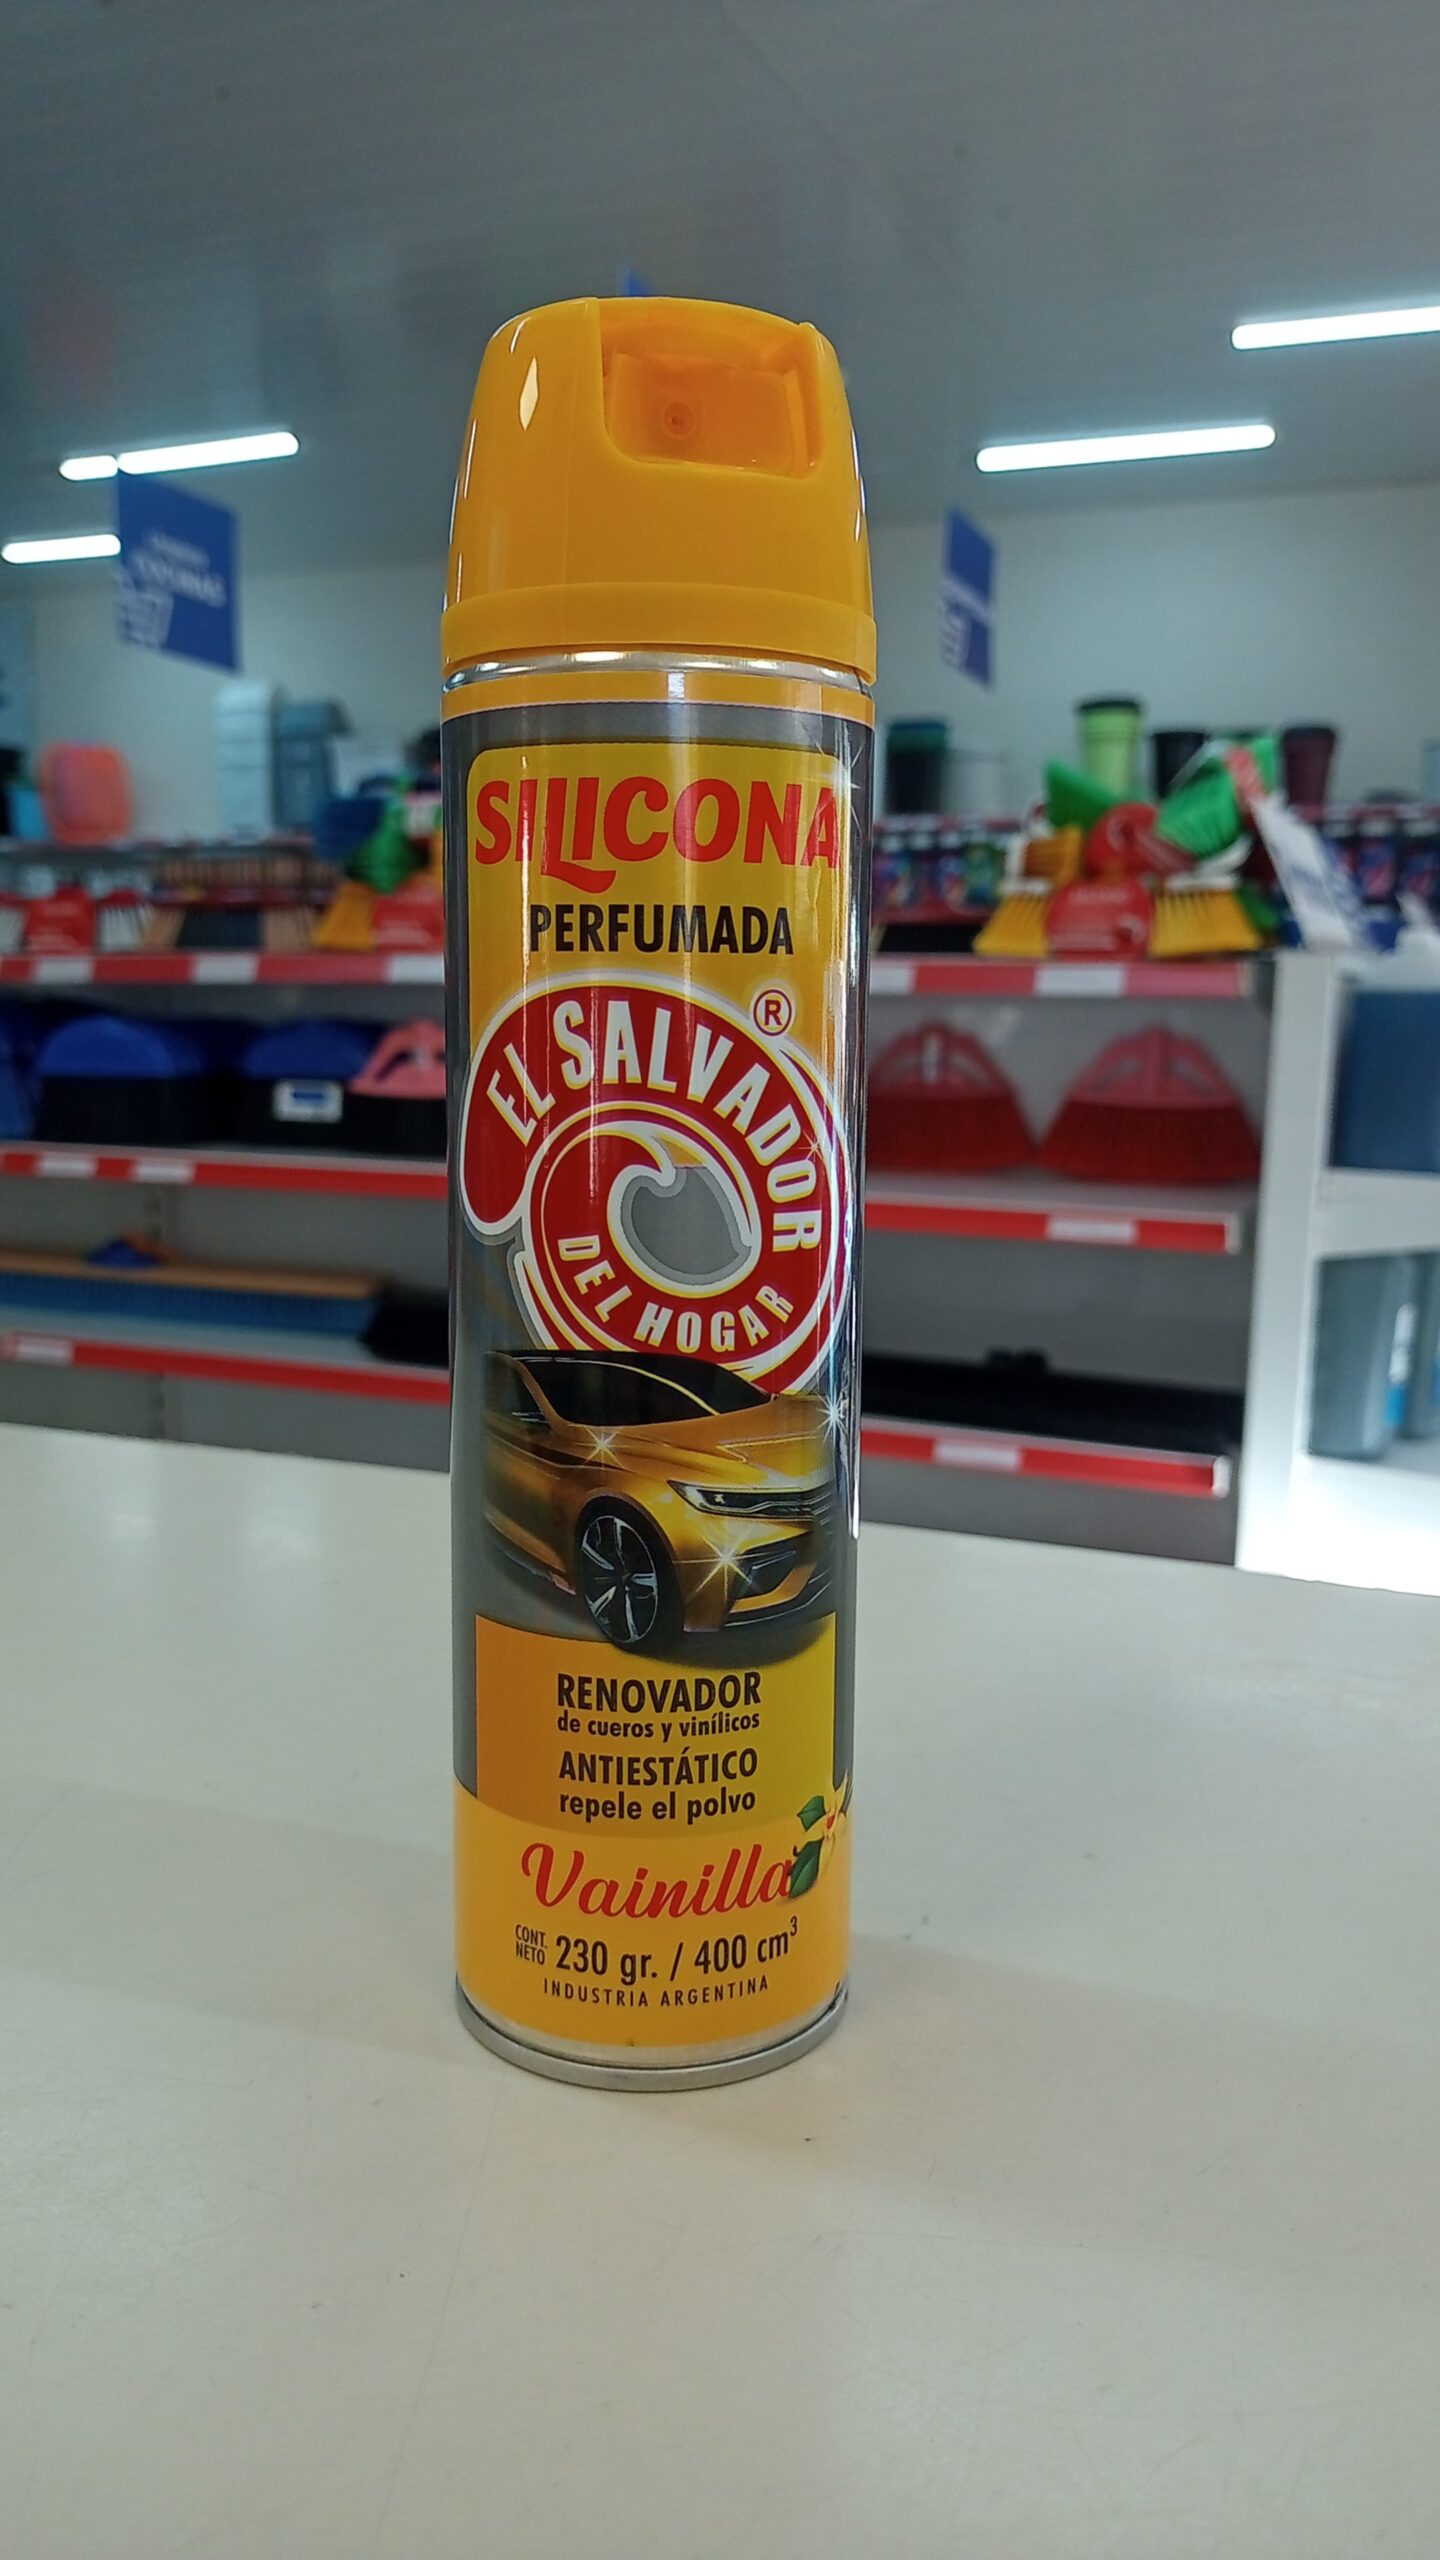 SILICONA
PERFUMADA
EL SALVADOR ®
DEL HOGAR
RENOVADOR
de cueros y vinílicos
ANTIESTÁTICO
repele el polvo
Vainilla
CONT. NETO 230 gr. / 400 cm³
INDUSTRIA ARGENTINA